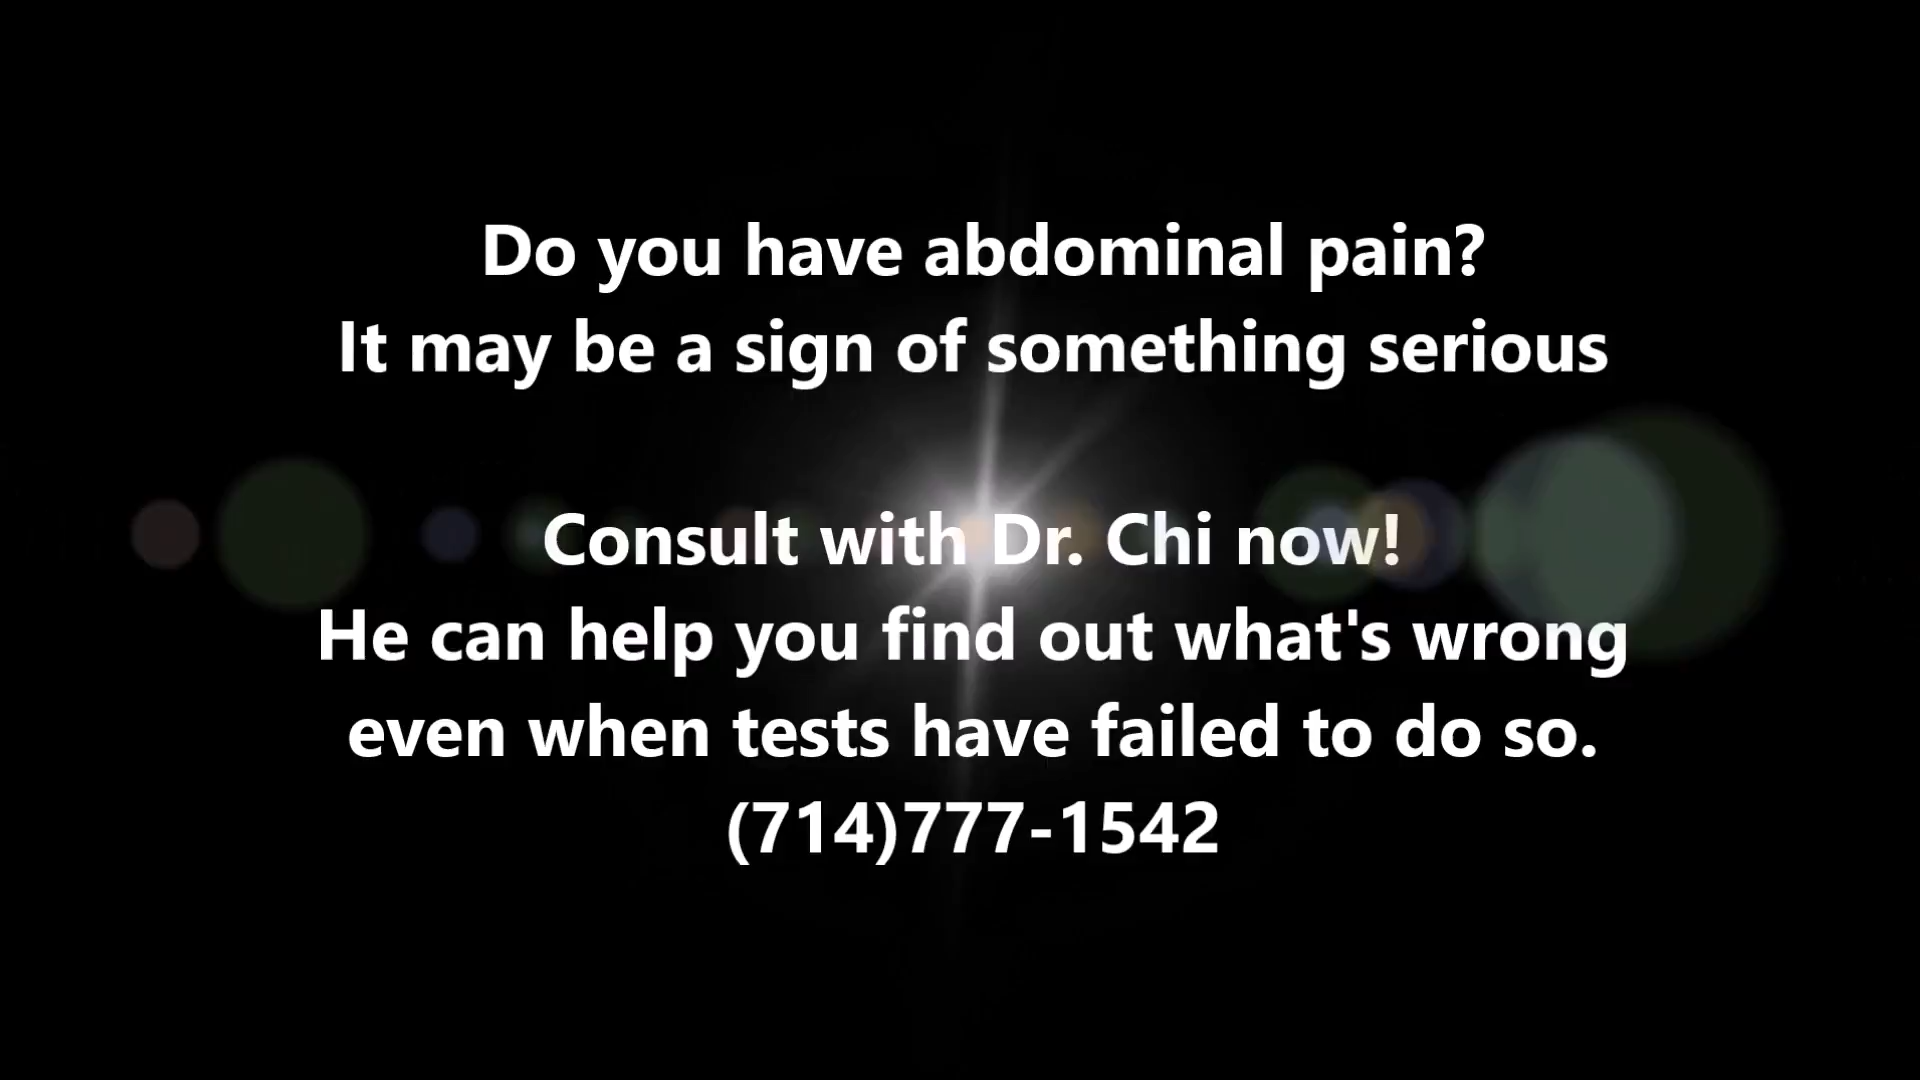 Do you have abdominal pain?
It may be a sign of something serious
Consult with Dr. Chi now!
He can help you find out what's wrong
even when tests have failed to do so.
(714)777-1542